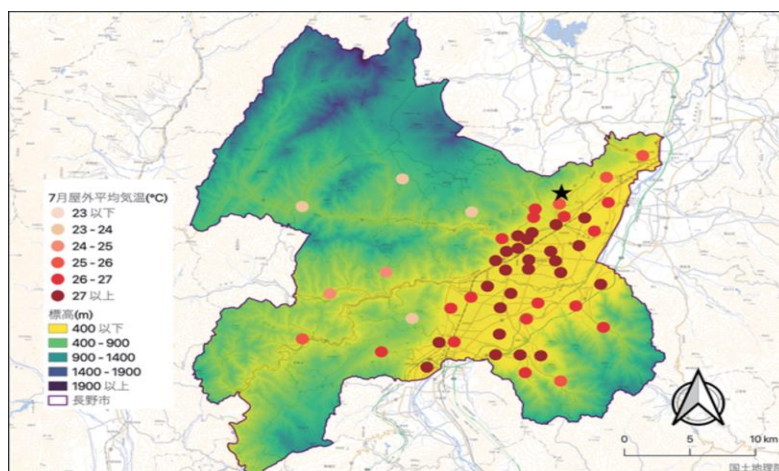 7月屋外平均気温(°C)
23 以下
23 - 24
24 - 25
25 - 26
26 - 27
27 以上
標高(m)
400 以下
400 - 900
900 - 1400
1400 - 1900
1900 以上
長野市
0 5 10 km
国土地理院